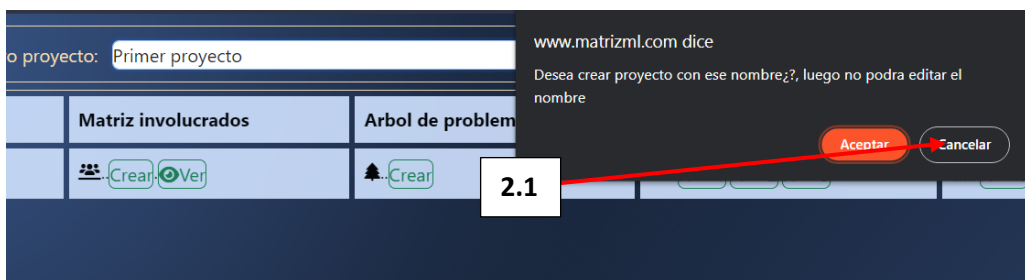 www.matrizml.com dice
Desea crear proyecto con ese nombre¿?, luego no podra editar el
nombre
Aceptar Cancelar
o proyecto: Primer proyecto
Matriz involucrados Arbol de problem
..Crear.Ver ..Crear
2.1